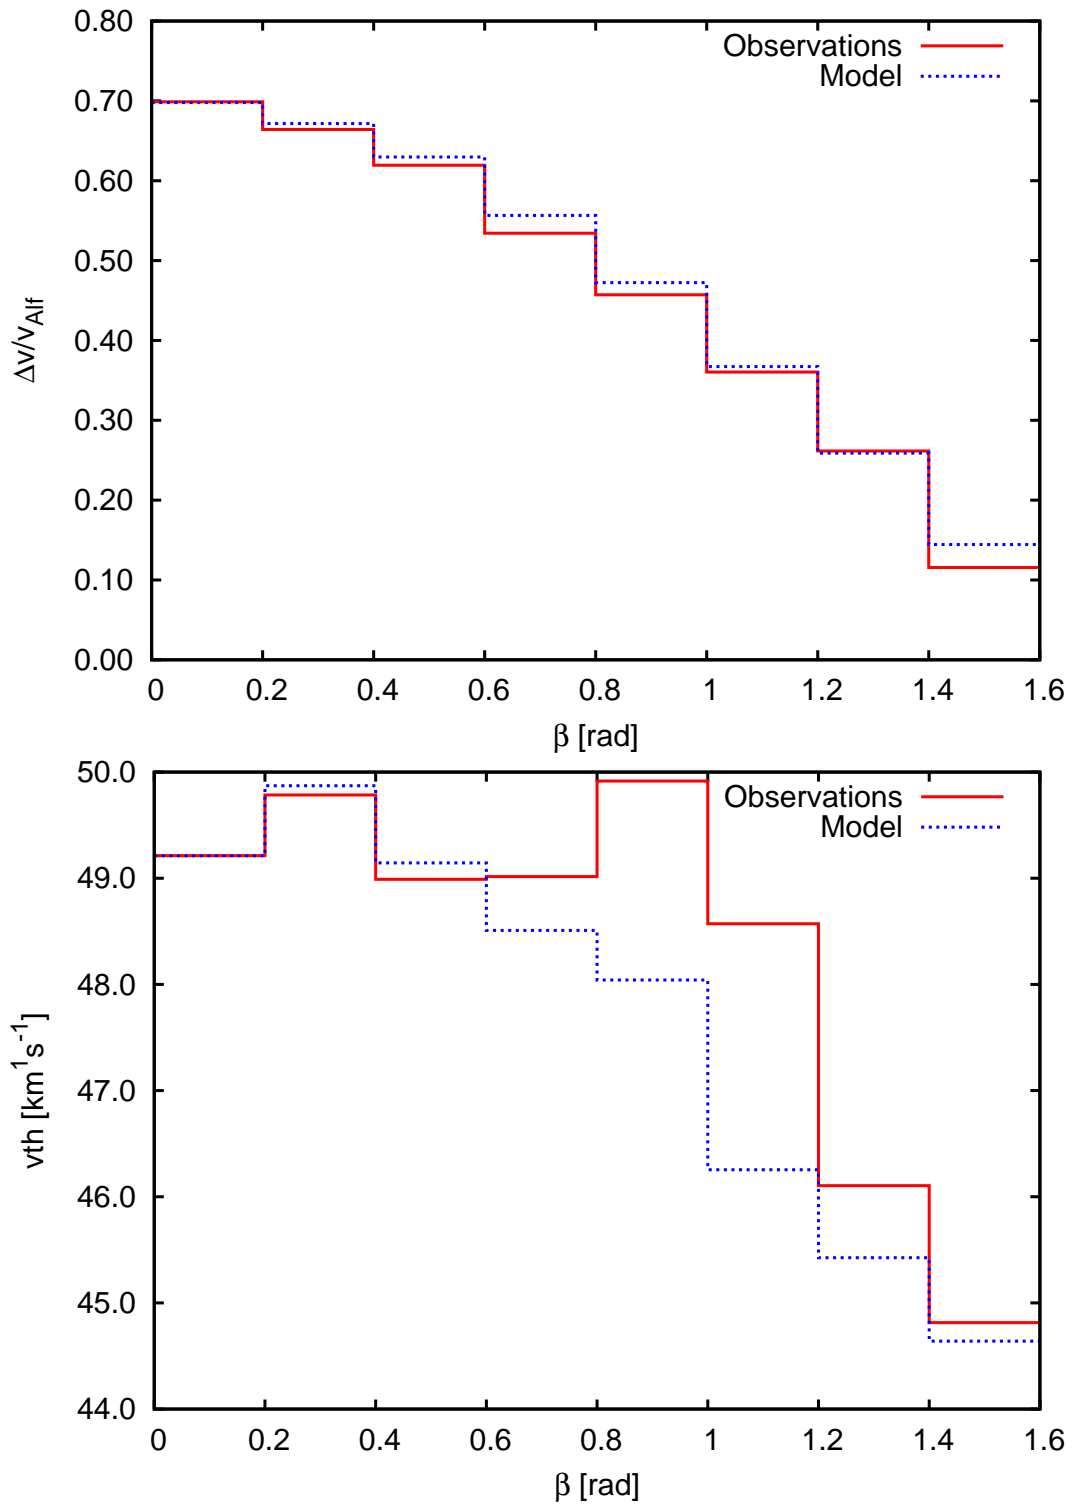 0.80
0.70
0.60
0.50
0.40
0.30
0.20
0.10
0.00
Δv/v_Alf
Observations
Model
0 0.2 0.4 0.6 0.8 1 1.2 1.4 1.6
β [rad]
50.0
49.0
48.0
47.0
46.0
45.0
44.0
vth [km¹s⁻¹]
Observations
Model
0 0.2 0.4 0.6 0.8 1 1.2 1.4 1.6
β [rad]